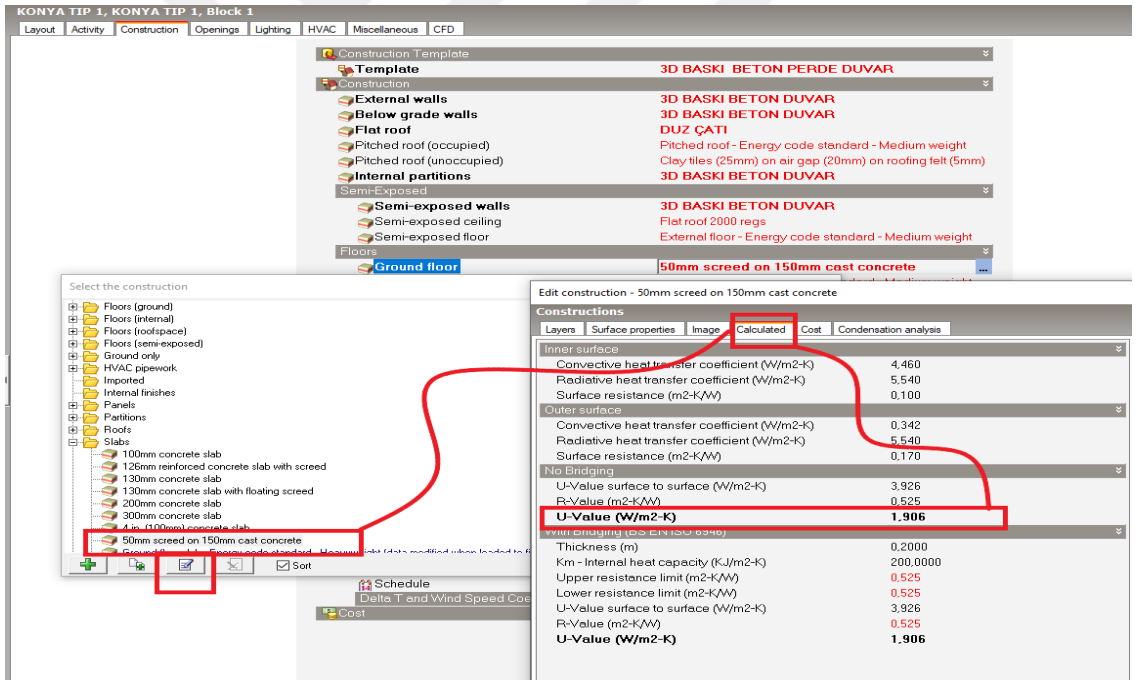 KONYA TIP 1, KONYA TIP 1, Block 1
Layout Activity Construction Openings Lighting HVAC Miscellaneous CFD
Construction Template
Template 3D BASKI BETON PERDE DUVAR
Construction
External walls 3D BASKI BETON DUVAR
Below grade walls 3D BASKI BETON DUVAR
Flat roof DUZ ÇATI
Pitched roof (occupied) Pitched roof - Energy code standard - Medium weight
Pitched roof (unoccupied) Clay tiles (25mm) on air gap (20mm) on roofing felt (5mm)
Internal partitions 3D BASKI BETON DUVAR
Semi-Exposed
Semi-exposed walls 3D BASKI BETON DUVAR
Semi-exposed ceiling Flat roof 2000 regs
Semi-exposed floor External floor - Energy code standard - Medium weight
Floors
Ground floor 50mm screed on 150mm cast concrete ...
Select the construction
Floors (ground)
Floors (internal)
Floors (roofspace)
Floors (semi-exposed)
Ground only
HVAC pipework
Imported
Internal finishes
Panels
Partitions
Roofs
Slabs
100mm concrete slab
126mm reinforced concrete slab with screed
130mm concrete slab
130mm concrete slab with floating screed
200mm concrete slab
300mm concrete slab
4 in. (100mm) concrete slab
50mm screed on 150mm cast concrete
Sort
Schedule
Delta T and Wind Speed Coe
Cost
Edit construction - 50mm screed on 150mm cast concrete
Constructions
Layers Surface properties Image Calculated Cost Condensation analysis
Inner surface
Convective heat transfer coefficient (W/m2-K) 4,460
Radiative heat transfer coefficient (W/m2-K) 5,540
Surface resistance (m2-K/W) 0,100
Outer surface
Convective heat transfer coefficient (W/m2-K) 0,342
Radiative heat transfer coefficient (W/m2-K) 5,540
Surface resistance (m2-K/W) 0,170
No Bridging
U-Value surface to surface (W/m2-K) 3,926
R-Value (m2-K/W) 0,525
U-Value (W/m2-K) 1,906
With Bridging (BS EN ISO 6946)
Thickness (m) 0,2000
Km - Internal heat capacity (KJ/m2-K) 200,0000
Upper resistance limit (m2-K/W) 0,525
Lower resistance limit (m2-K/W) 0,525
U-Value surface to surface (W/m2-K) 3,926
R-Value (m2-K/W) 0,525
U-Value (W/m2-K) 1,906